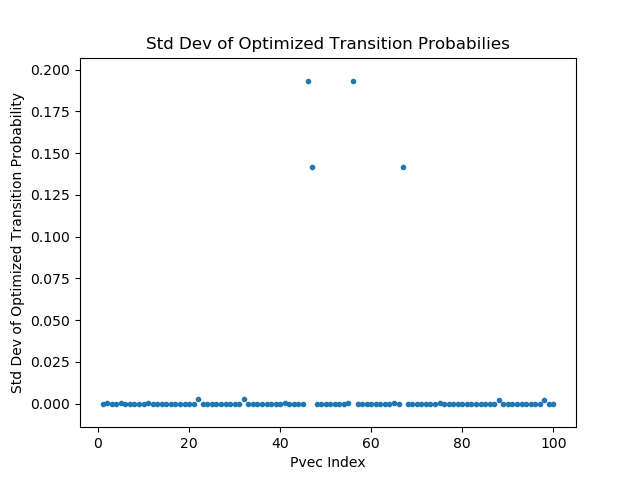 Std Dev of Optimized Transition Probabilies
Std Dev of Optimized Transition Probability
0.200
0.175
0.150
0.125
0.100
0.075
0.050
0.025
0.000
0 20 40 60 80 100
Pvec Index